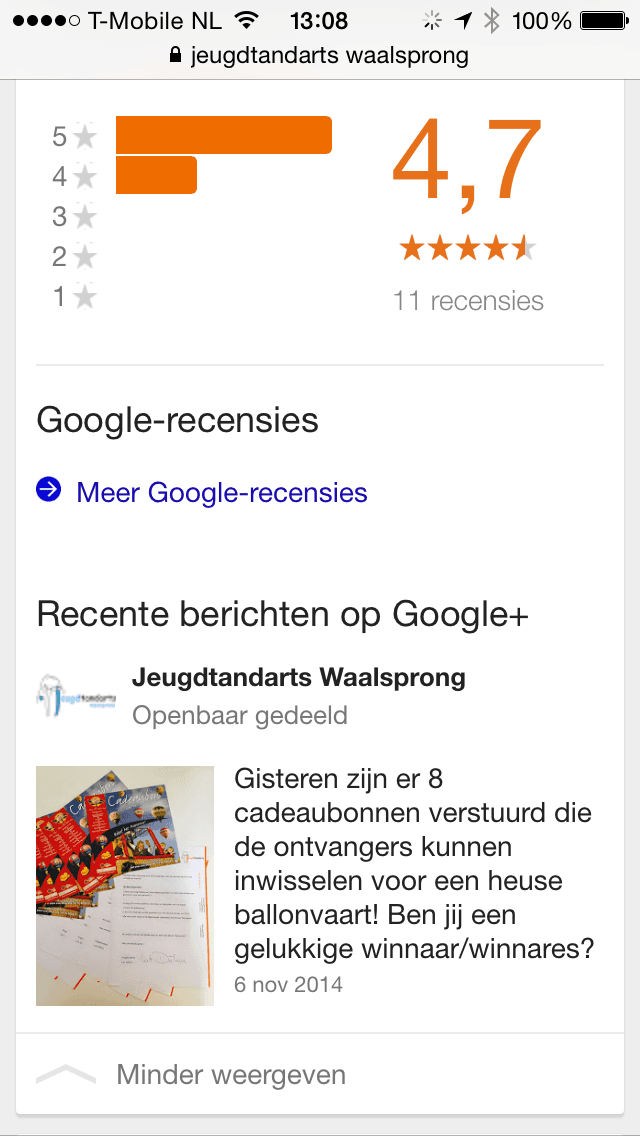 T-Mobile NL 13:08 100%
jeugdtandarts waalsprong
5
4
3
2
1
4,7
11 recensies
Google-recensies
Meer Google-recensies
Recente berichten op Google+
Jeugdtandarts Waalsprong
Openbaar gedeeld
Gisteren zijn er 8
cadeaubonnen verstuurd die
de ontvangers kunnen
inwisselen voor een heuse
ballonvaart! Ben jij een
gelukkige winnaar/winnares?
6 nov 2014
Minder weergeven